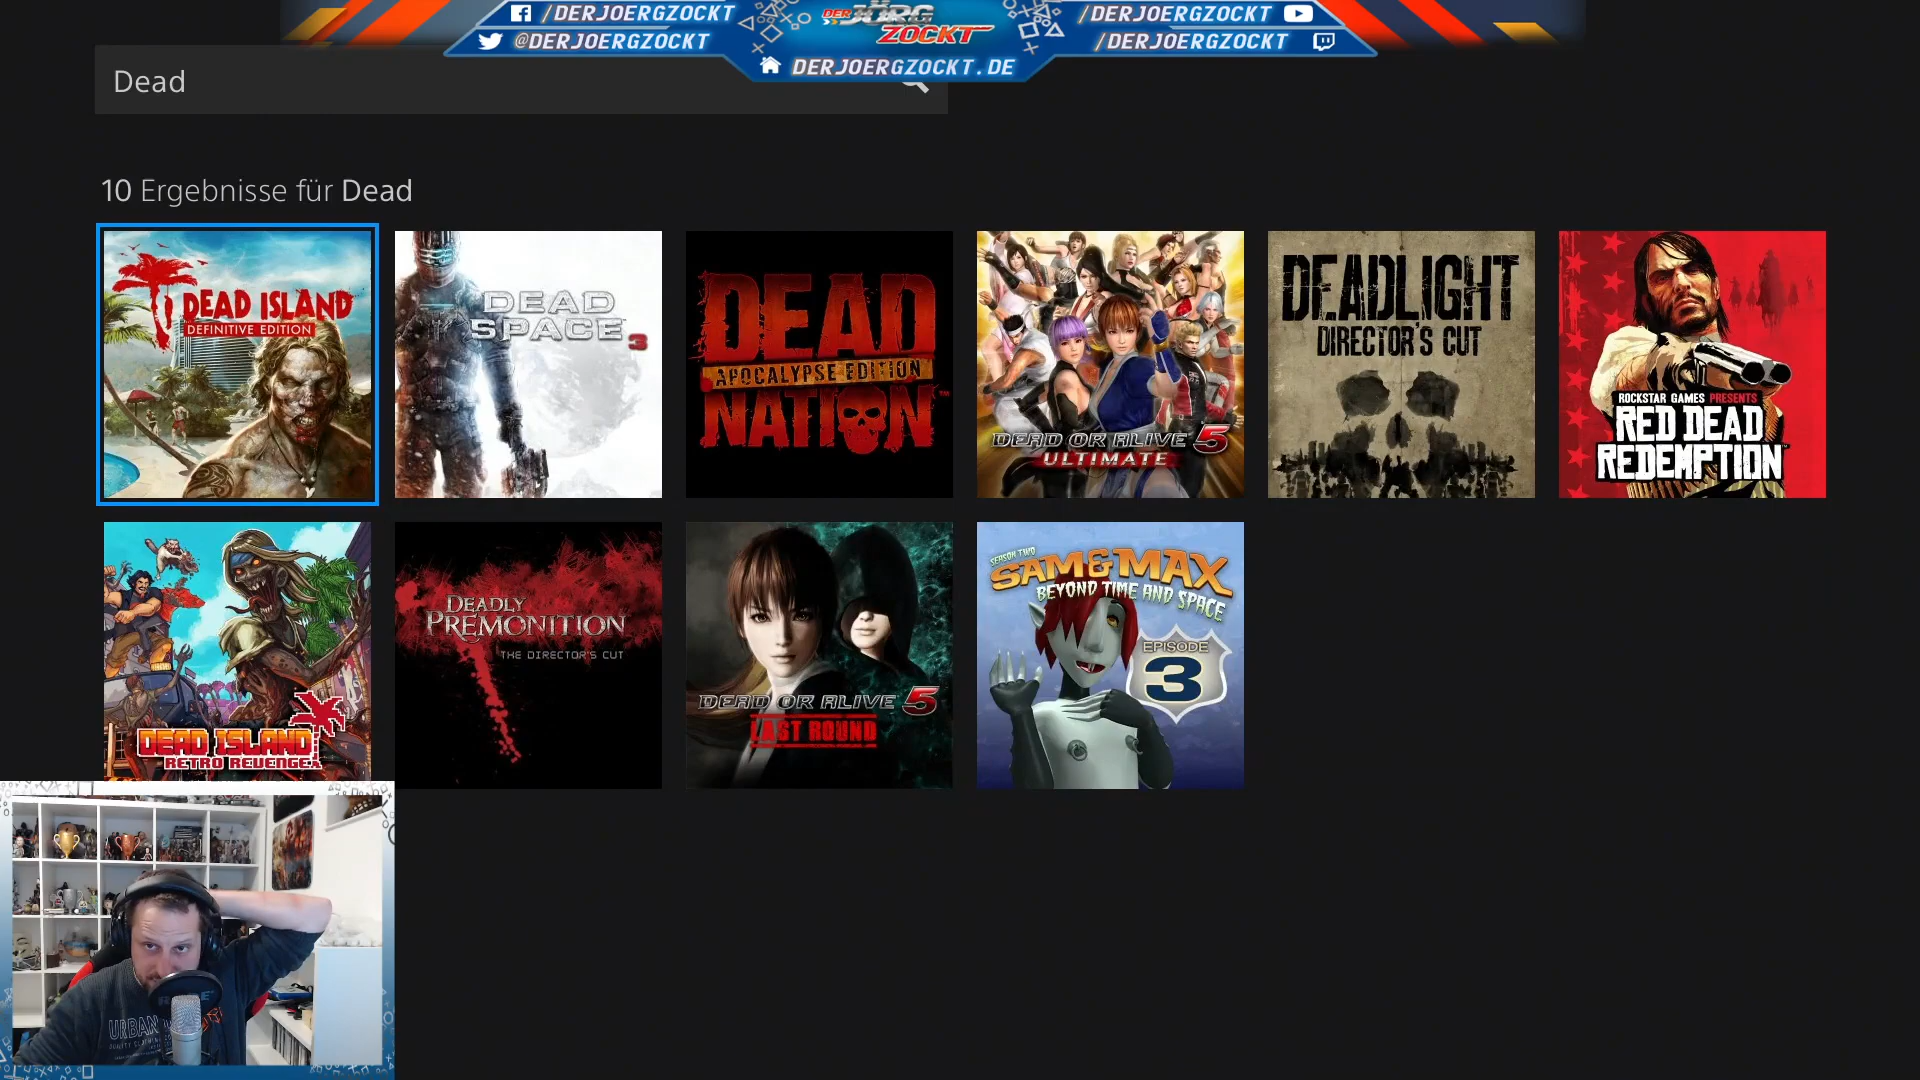 /DERJOERGZOCKT
@DERJOERGZOCKT
DER JÖRG
ZOCKT
/DERJOERGZOCKT
/DERJOERGZOCKT
DERJOERGZOCKT.DE
Dead
10 Ergebnisse für Dead
DEAD ISLAND
DEFINITIVE EDITION
DEAD
SPACE 3
DEAD
APOCALYPSE EDITION
NATION
DEAD OR ALIVE 5
ULTIMATE
DEADLIGHT
DIRECTOR'S CUT
ROCKSTAR GAMES PRESENTS
RED DEAD
REDEMPTION
DEAD ISLAND
RETRO REVENGE
DEADLY
PREMONITION
THE DIRECTOR'S CUT
DEAD OR ALIVE 5
LAST ROUND
SEASON TWO
SAM & MAX
BEYOND TIME AND SPACE
EPISODE
3
URBAN